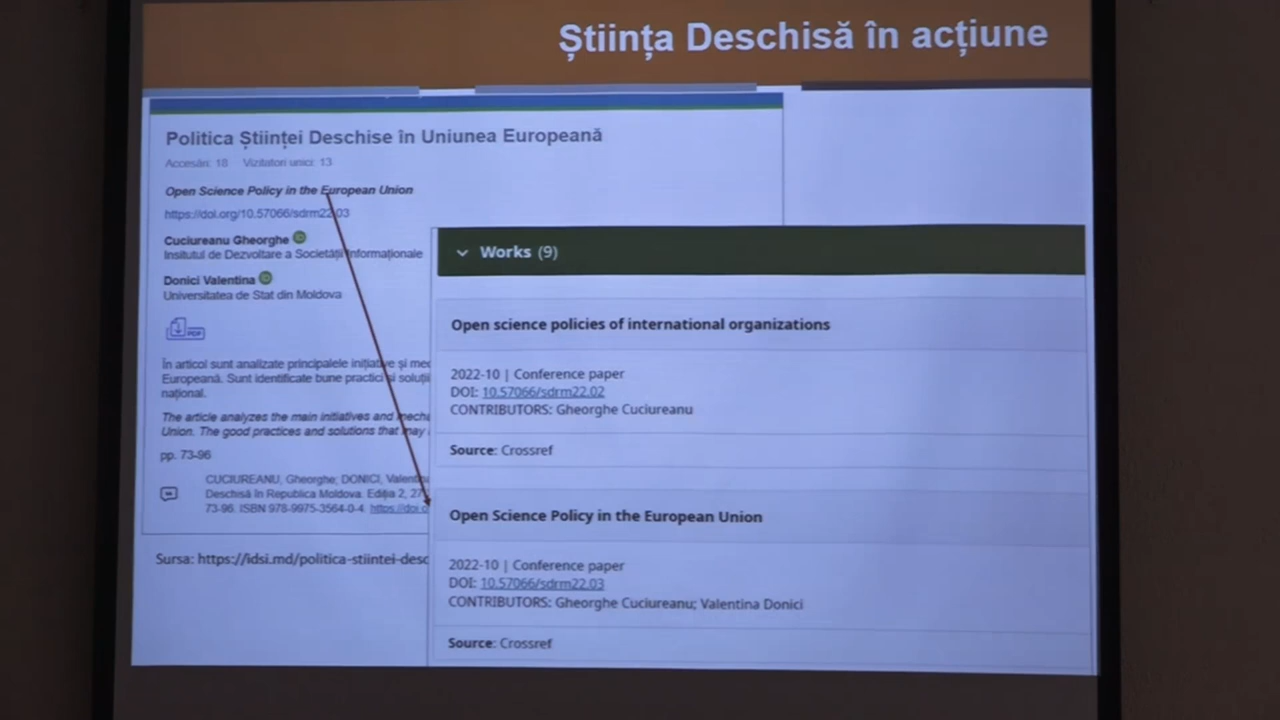 Știința Deschisă în acțiune
Politica Științei Deschise în Uniunea Europeană
Accesări: 18 Vizitatori unici: 13
Open Science Policy in the European Union
https://doi.org/10.57066/sdrm22.03
Cuciureanu Gheorghe
Insitutul de Dezvoltare a Societății Informaționale
Donici Valentina
Universitatea de Stat din Moldova
PDF
În articol sunt analizate principalele inițiative și
Europeană. Sunt identificate bune practici și soluții
național.
The article analyzes the main initiatives and
Union. The good practices and solutions that may
pp. 73-96
CUCIUREANU, Gheorghe; DONICI,
Deschisă în Republica Moldova. Ediția 2,
73-96. ISBN 978-9975-3564-0-4.
Sursa: https://idsi.md/politica-stiintei-desc
Works (9)
Open science policies of international organizations
2022-10 | Conference paper
DOI: 10.57066/sdrm22.02
CONTRIBUTORS: Gheorghe Cuciureanu
Source: Crossref
Open Science Policy in the European Union
2022-10 | Conference paper
DOI: 10.57066/sdrm22.03
CONTRIBUTORS: Gheorghe Cuciureanu; Valentina Donici
Source: Crossref